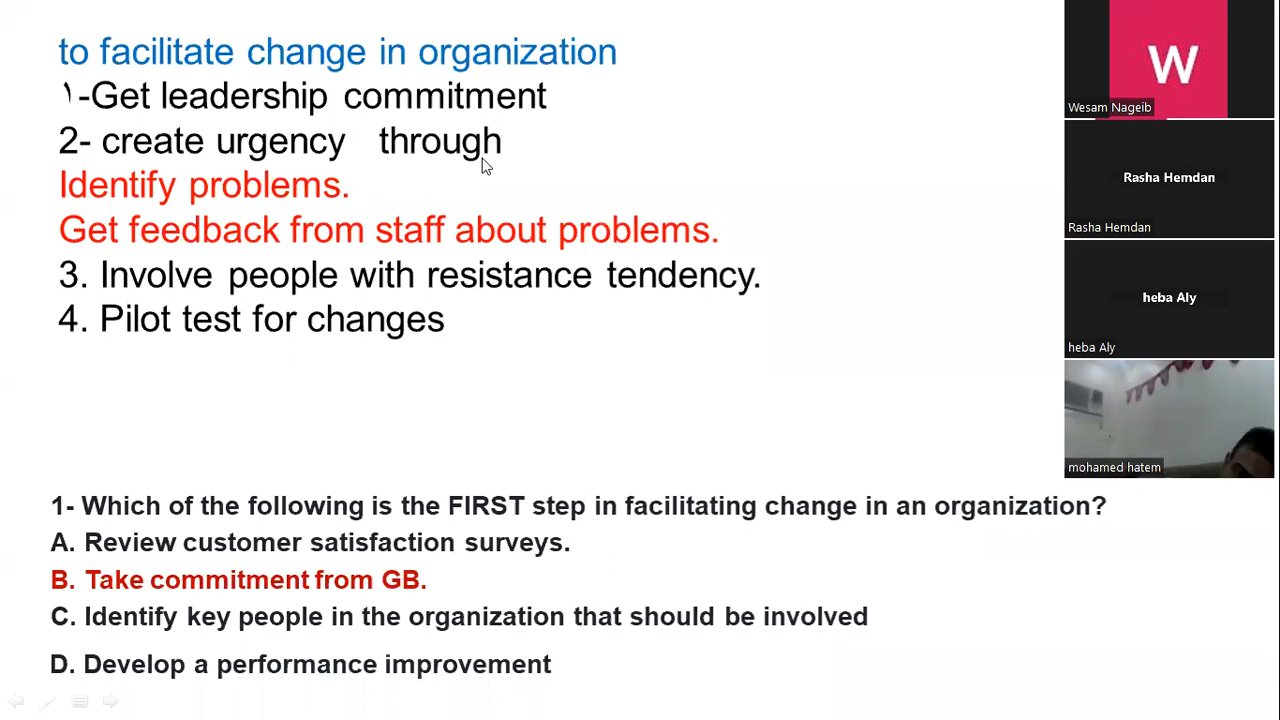 to facilitate change in organization
١-Get leadership commitment
2- create urgency through
Identify problems.
Get feedback from staff about problems.
3. Involve people with resistance tendency.
4. Pilot test for changes
1- Which of the following is the FIRST step in facilitating change in an organization?
A. Review customer satisfaction surveys.
B. Take commitment from GB.
C. Identify key people in the organization that should be involved
D. Develop a performance improvement
W
Wesam Nageib
Rasha Hemdan
Rasha Hemdan
heba Aly
heba Aly
mohamed hatem